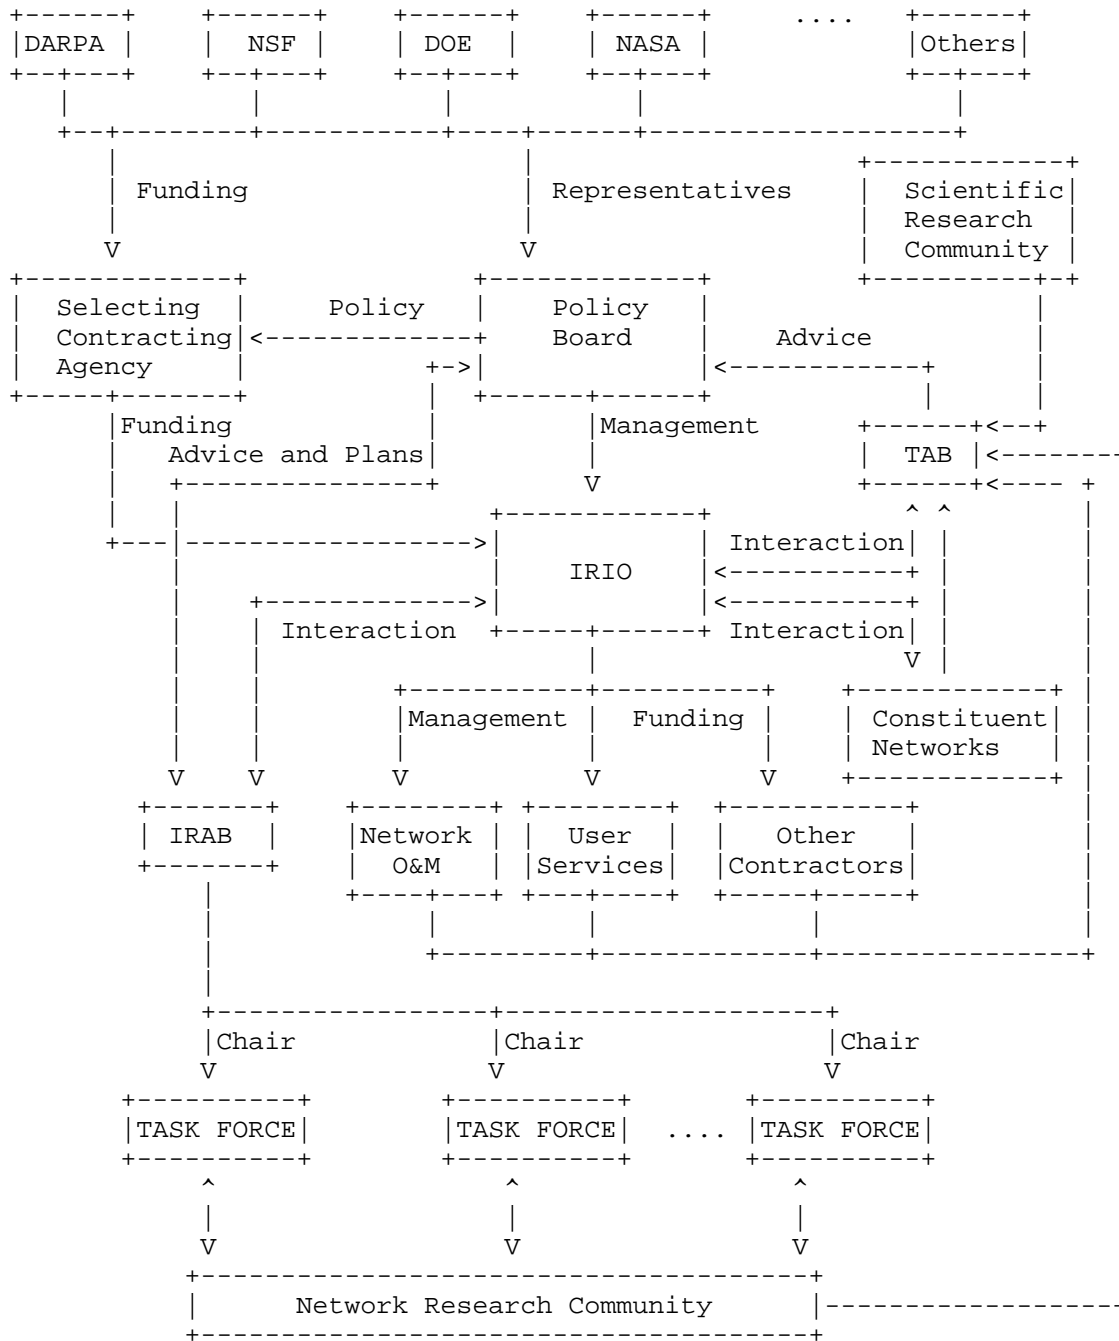 DARPA NSF DOE NASA .... Others
Funding Representatives Scientific
Research
Community
Selecting Policy Policy
Contracting Board Advice
Agency
Funding Management
Advice and Plans TAB
Interaction
IRIO
Interaction Interaction
Management Funding Constituent
Networks
IRAB Network User Other
O&M Services Contractors
Chair Chair Chair
TASK FORCE TASK FORCE .... TASK FORCE
Network Research Community